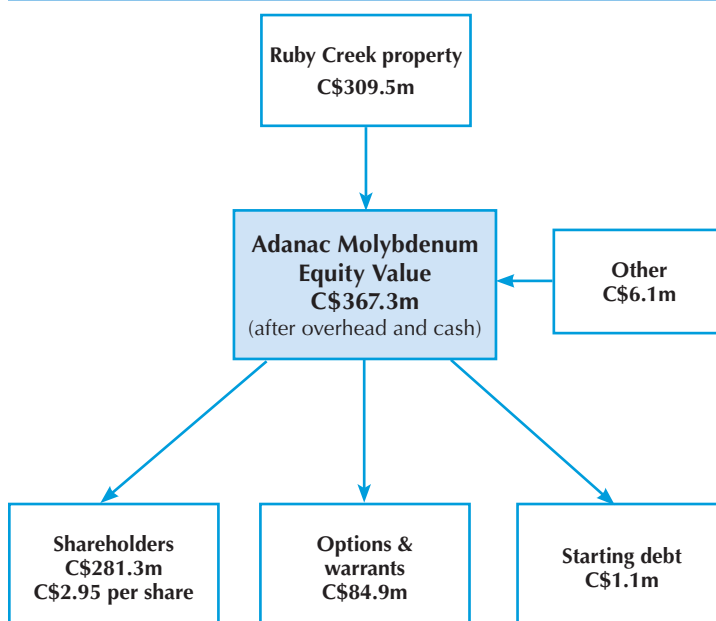 Ruby Creek property
C$309.5m
Adanac Molybdenum
Equity Value
C$367.3m
(after overhead and cash)
Other
C$6.1m
Shareholders
C$281.3m
C$2.95 per share
Options &
warrants
C$84.9m
Starting debt
C$1.1m